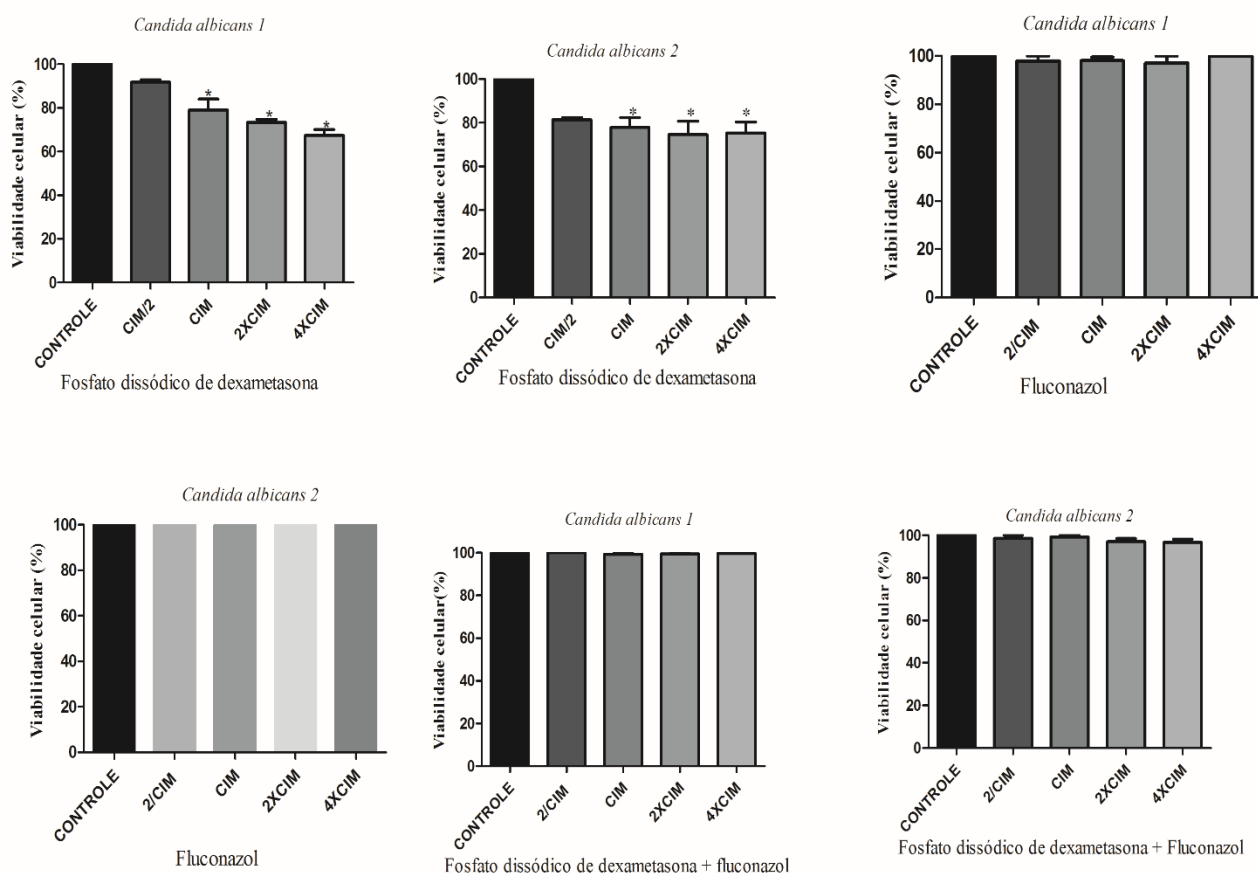 Candida albicans 1
Viabilidade celular (%)
100
80
60
40
20
0
*
*
*
CONTROLE
CIM/2
CIM
2XCIM
4XCIM
Fosfato dissódico de dexametasona
Candida albicans 2
Viabilidade celular (%)
100
80
60
40
20
0
*
*
*
CONTROLE
CIM/2
CIM
2XCIM
4XCIM
Fosfato dissódico de dexametasona
Candida albicans 1
Viabilidade celular (%)
100
80
60
40
20
0
CONTROLE
2/CIM
CIM
2XCIM
4XCIM
Fluconazol
Candida albicans 2
Viabilidade celular (%)
100
80
60
40
20
0
CONTROLE
2/CIM
CIM
2XCIM
4XCIM
Fluconazol
Candida albicans 1
Viabilidade celular(%)
100
80
60
40
20
0
CONTROLE
2/CIM
CIM
2XCIM
4XCIM
Fosfato dissódico de dexametasona + fluconazol
Candida albicans 2
Viabilidade celular (%)
100
80
60
40
20
0
CONTROLE
2/CIM
CIM
2XCIM
4XCIM
Fosfato dissódico de dexametasona + Fluconazol